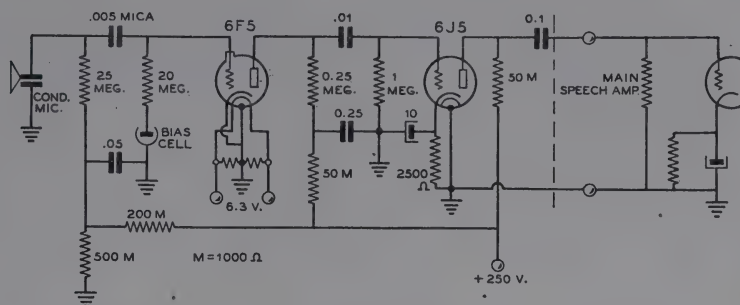 .005 MICA
6F5
.01
6J5
0.1
COND.
MIC.
25
MEG.
20
MEG.
0.25
MEG.
1
MEG.
50 M
MAIN
SPEECH AMP.
BIAS
CELL
.05
0.25
10
2500
Ω
50 M
6.3 V.
200 M
500 M
M=1000 Ω
+250 V.